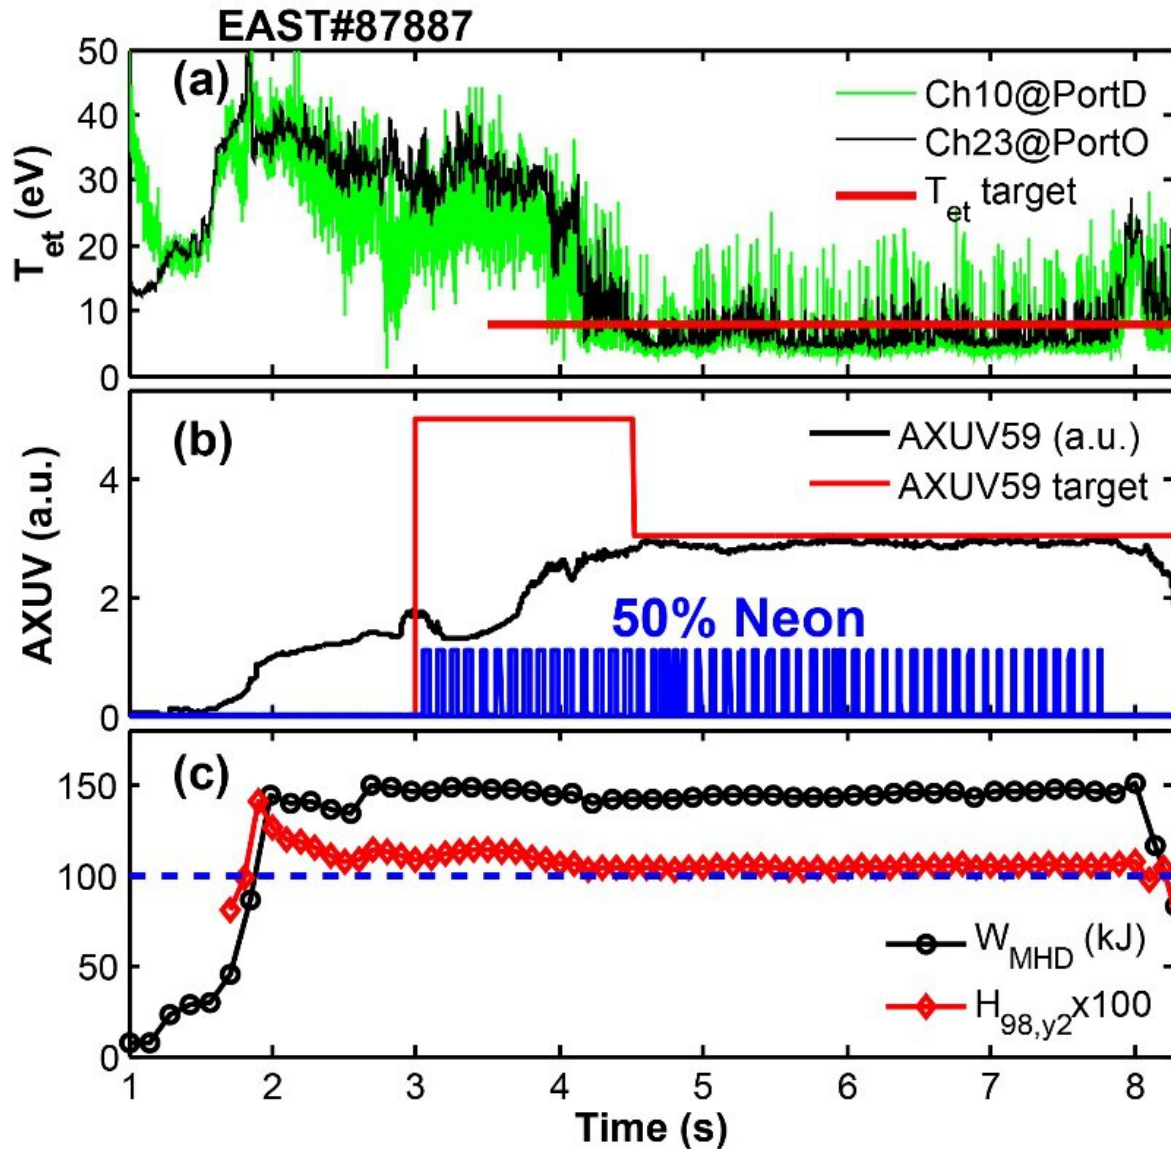 EAST#87887
(a)
50
40
30
20
10
0
T_et (eV)
Ch10@PortD
Ch23@PortO
T_et target
(b)
4
2
0
AXUV (a.u.)
AXUV59 (a.u.)
AXUV59 target
50% Neon
(c)
150
100
50
0
W_MHD (kJ)
H_98,y2x100
1 2 3 4 5 6 7 8
Time (s)